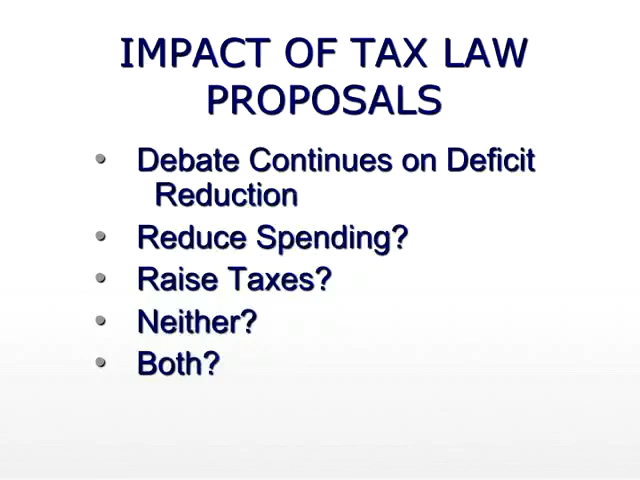 IMPACT OF TAX LAW
PROPOSALS
• Debate Continues on Deficit
Reduction
• Reduce Spending?
• Raise Taxes?
• Neither?
• Both?